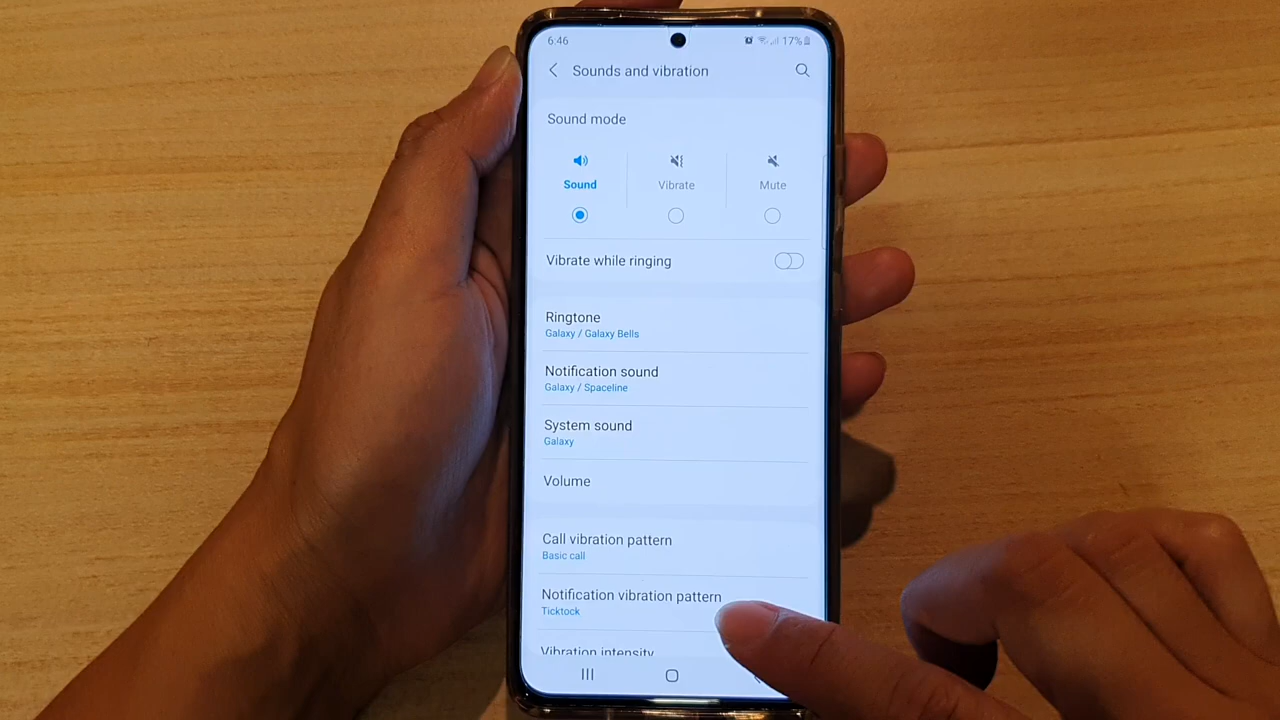 6:46
17%
Sounds and vibration
Sound mode
Sound
Vibrate
Mute
Vibrate while ringing
Ringtone
Galaxy / Galaxy Bells
Notification sound
Galaxy / Spaceline
System sound
Galaxy
Volume
Call vibration pattern
Basic call
Notification vibration pattern
Ticktock
Vibration intensity